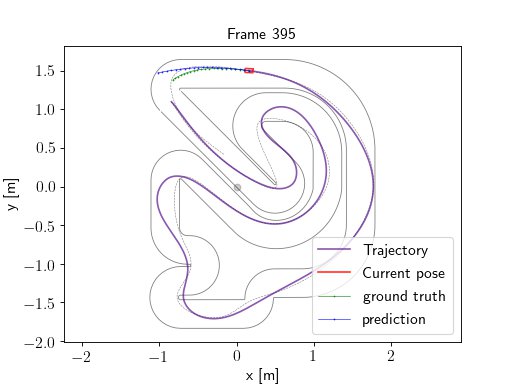 Frame 395
y [m]
1.5
1.0
0.5
0.0
−0.5
−1.0
−1.5
−2.0
Trajectory
Current pose
ground truth
prediction
−2 −1 0 1 2
x [m]